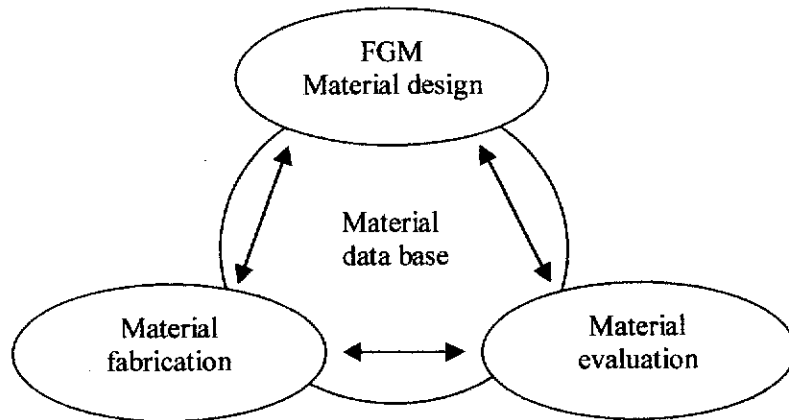 FGM
Material design
Material
data base
Material
fabrication
Material
evaluation